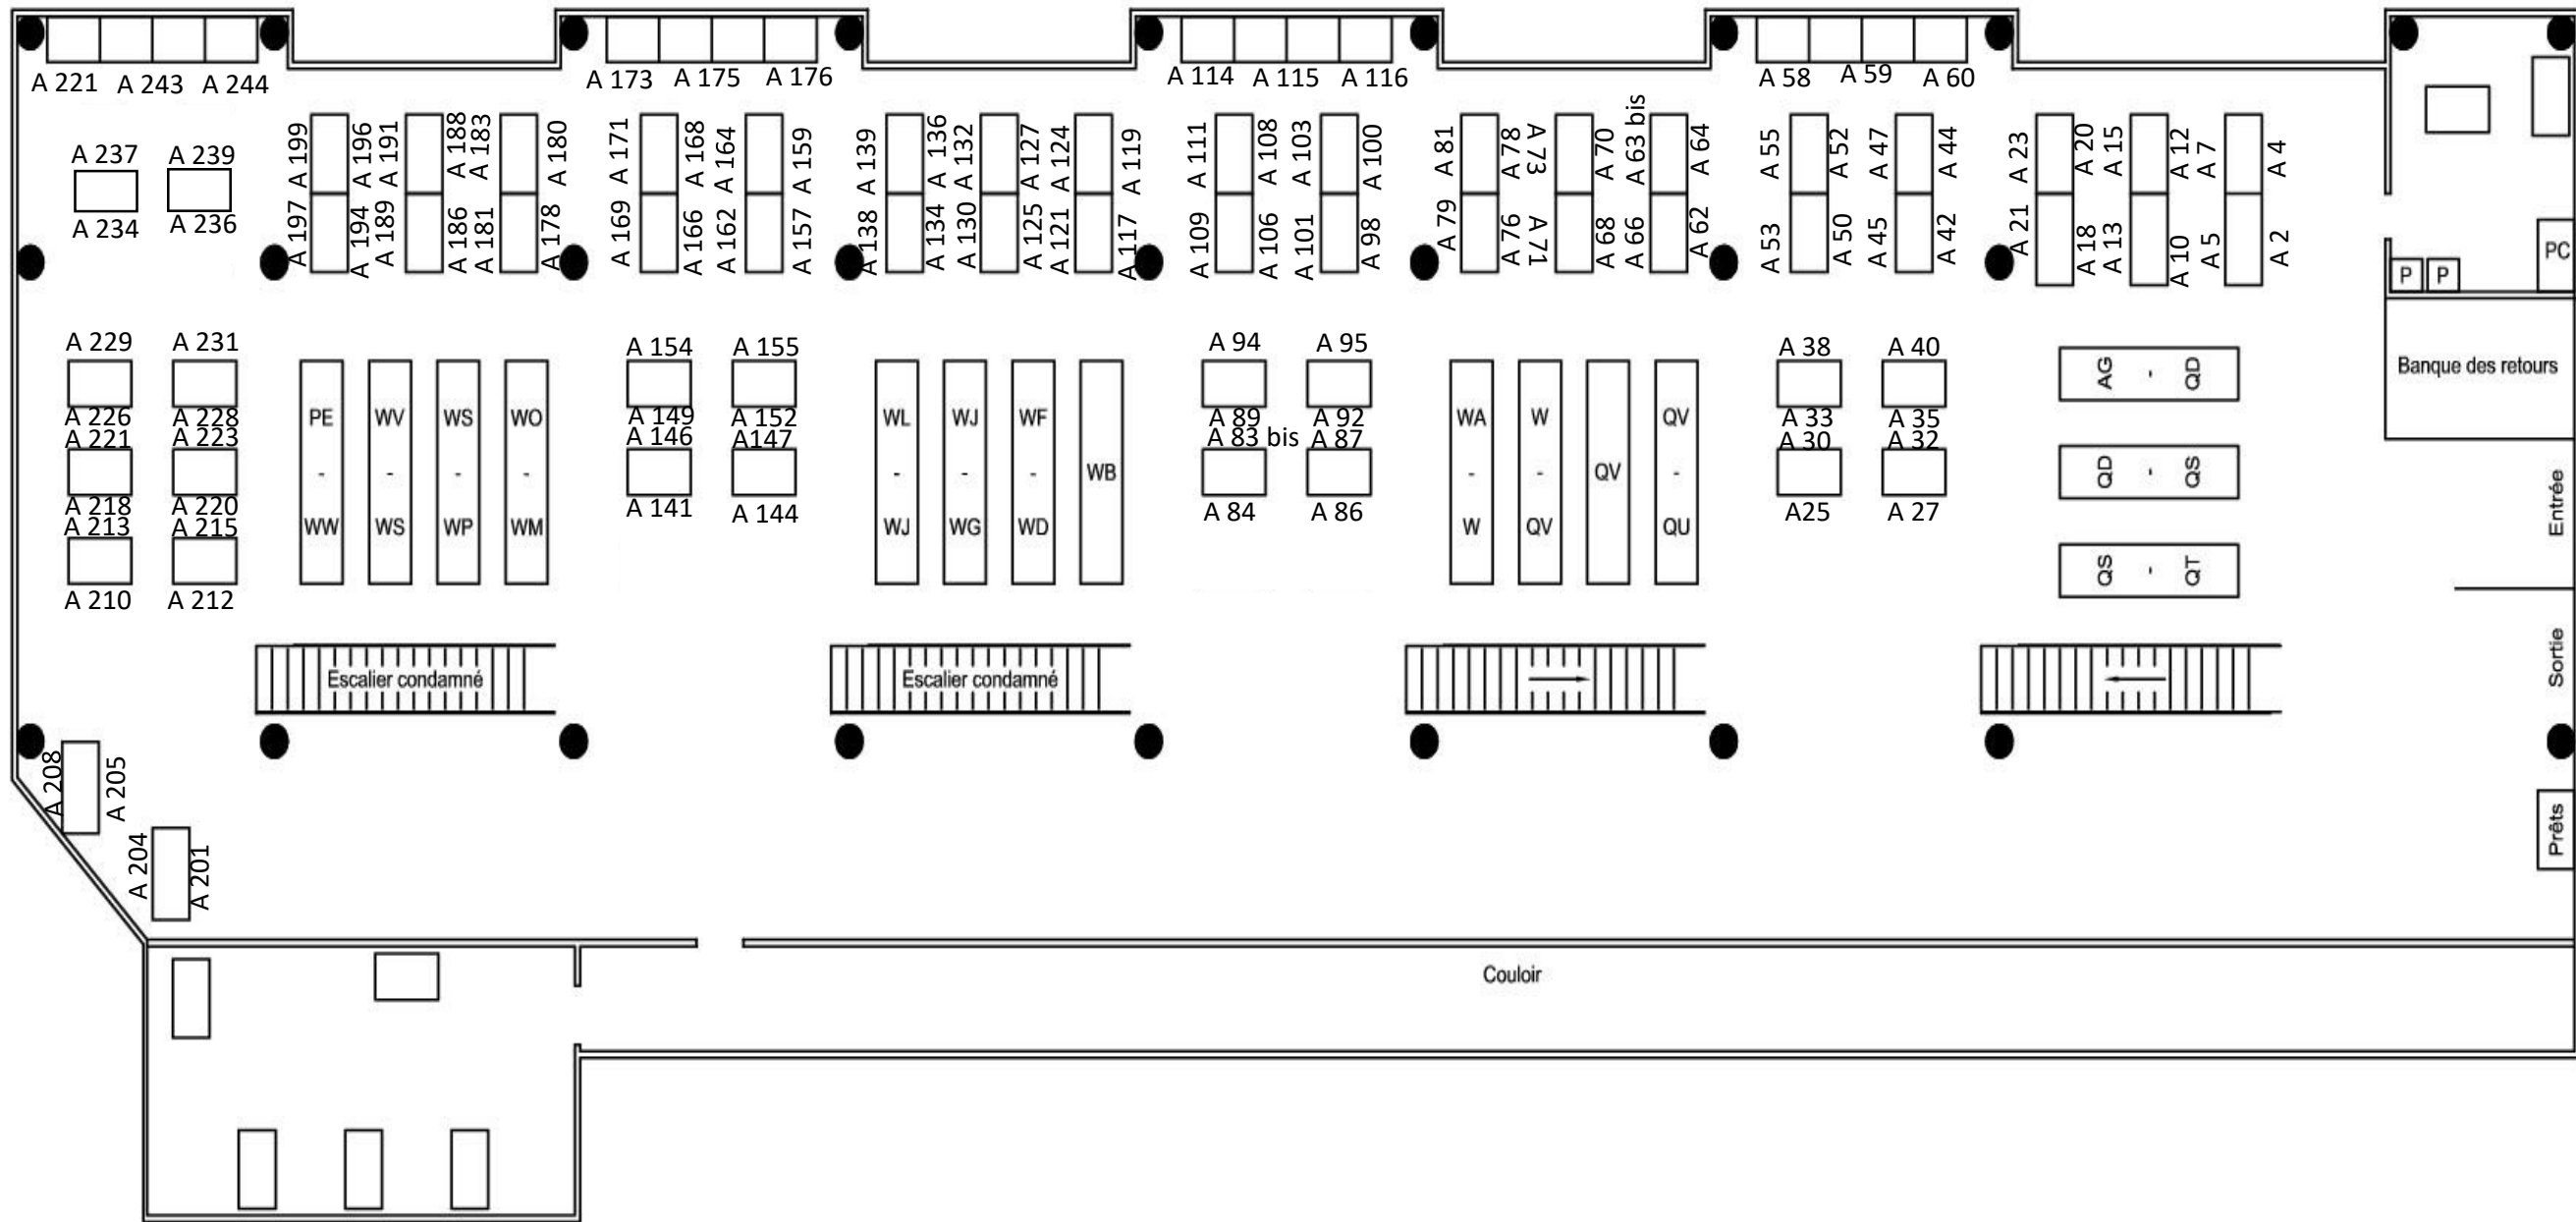 A 221 A 243 A 244
A 173 A 175 A 176
A 114 A 115 A 116
A 58 A 59 A 60
A 237 A 239
A 234 A 236
A 199 A 196 A 191 A 188 A 183 A 180
A 197 A 194 A 189 A 186 A 181 A 178
A 171 A 168 A 164 A 159
A 169 A 166 A 162 A 157
A 139 A 136 A 132 A 127 A 124 A 119
A 138 A 134 A 130 A 125 A 121 A 117
A 111 A 108 A 103 A 100
A 109 A 106 A 101 A 98
A 81 A 78 A 73 A 70 A 63 bis A 64
A 79 A 76 A 71 A 68 A 66 A 62
A 55 A 52 A 47 A 44
A 53 A 50 A 45 A 42
A 23 A 20 A 15 A 12 A 7 A 4
A 21 A 18 A 13 A 10 A 5 A 2
P P PC
Banque des retours
A 229 A 231
A 226 A 228
A 221 A 223
A 218 A 220
A 213 A 215
A 210 A 212
PE - WW
WV - WS
WS - WP
WO - WM
A 154 A 155
A 149 A 152
A 146 A147
A 141 A 144
WL - WJ
WJ - WG
WF - WD
WB
A 94 A 95
A 89 A 92
A 83 bis A 87
A 84 A 86
WA - W
W - QV
QV
QV - QU
A 38 A 40
A 33 A 35
A 30 A 32
A25 A 27
AG - QD
QD - QS
QS - QT
Entrée
Sortie
Escalier condamné
Escalier condamné
A 208 A 205
A 204 A 201
Prêts
Couloir